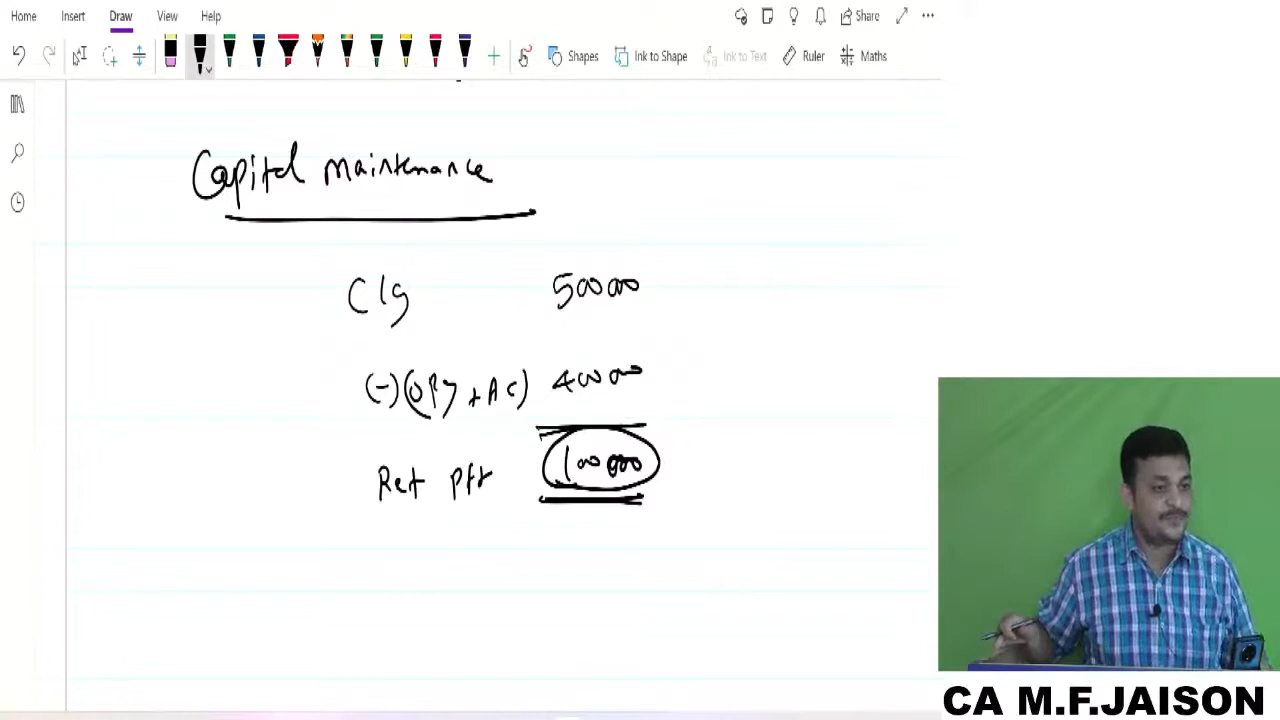 Home Insert Draw View Help Share
Shapes Ink to Shape Ink to Text Ruler Maths
Capital maintenance
Clg 500000
(-)(OPg + AC) 400000
Ret Pft 100000
CA M.F.JAISON